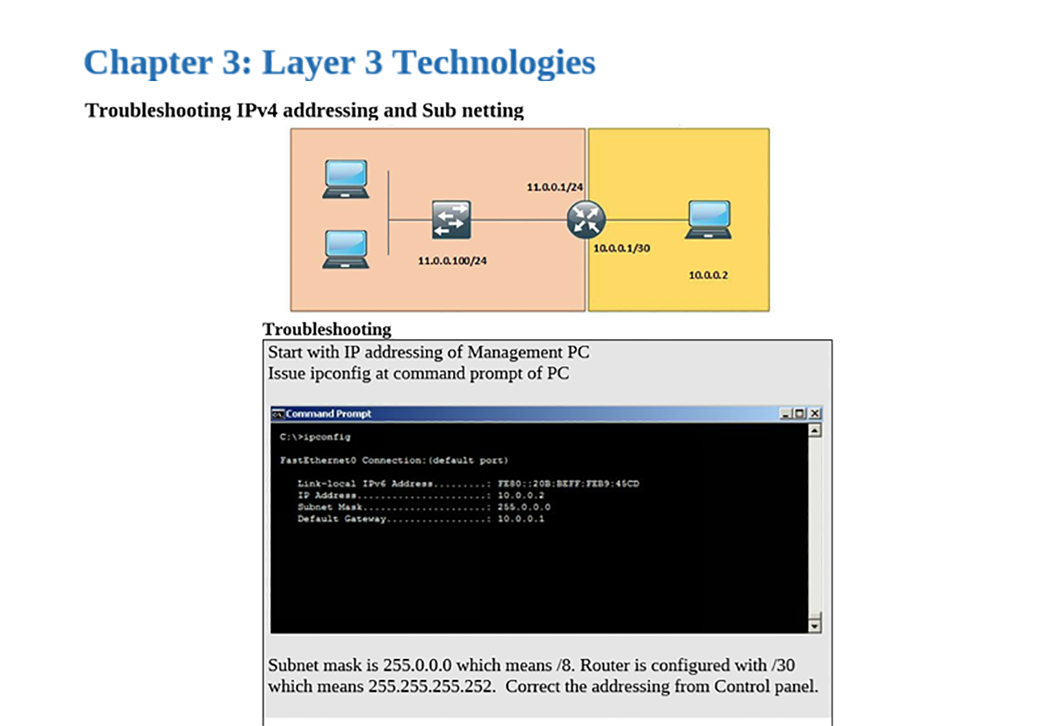 Chapter 3: Layer 3 Technologies
Troubleshooting IPv4 addressing and Sub netting
11.0.0.1/24
10.0.0.1/30
11.0.0.100/24
10.0.0.2
Troubleshooting
Start with IP addressing of Management PC
Issue ipconfig at command prompt of PC
Command Prompt
C:\>ipconfig
FastEthernet0 Connection:(default port)
Link-local IPv6 Address.........: FE80::20B:BEFF:FEB9:45CD
IP Address......................: 10.0.0.2
Subnet Mask.....................: 255.0.0.0
Default Gateway.................: 10.0.0.1
Subnet mask is 255.0.0.0 which means /8. Router is configured with /30
which means 255.255.255.252.  Correct the addressing from Control panel.